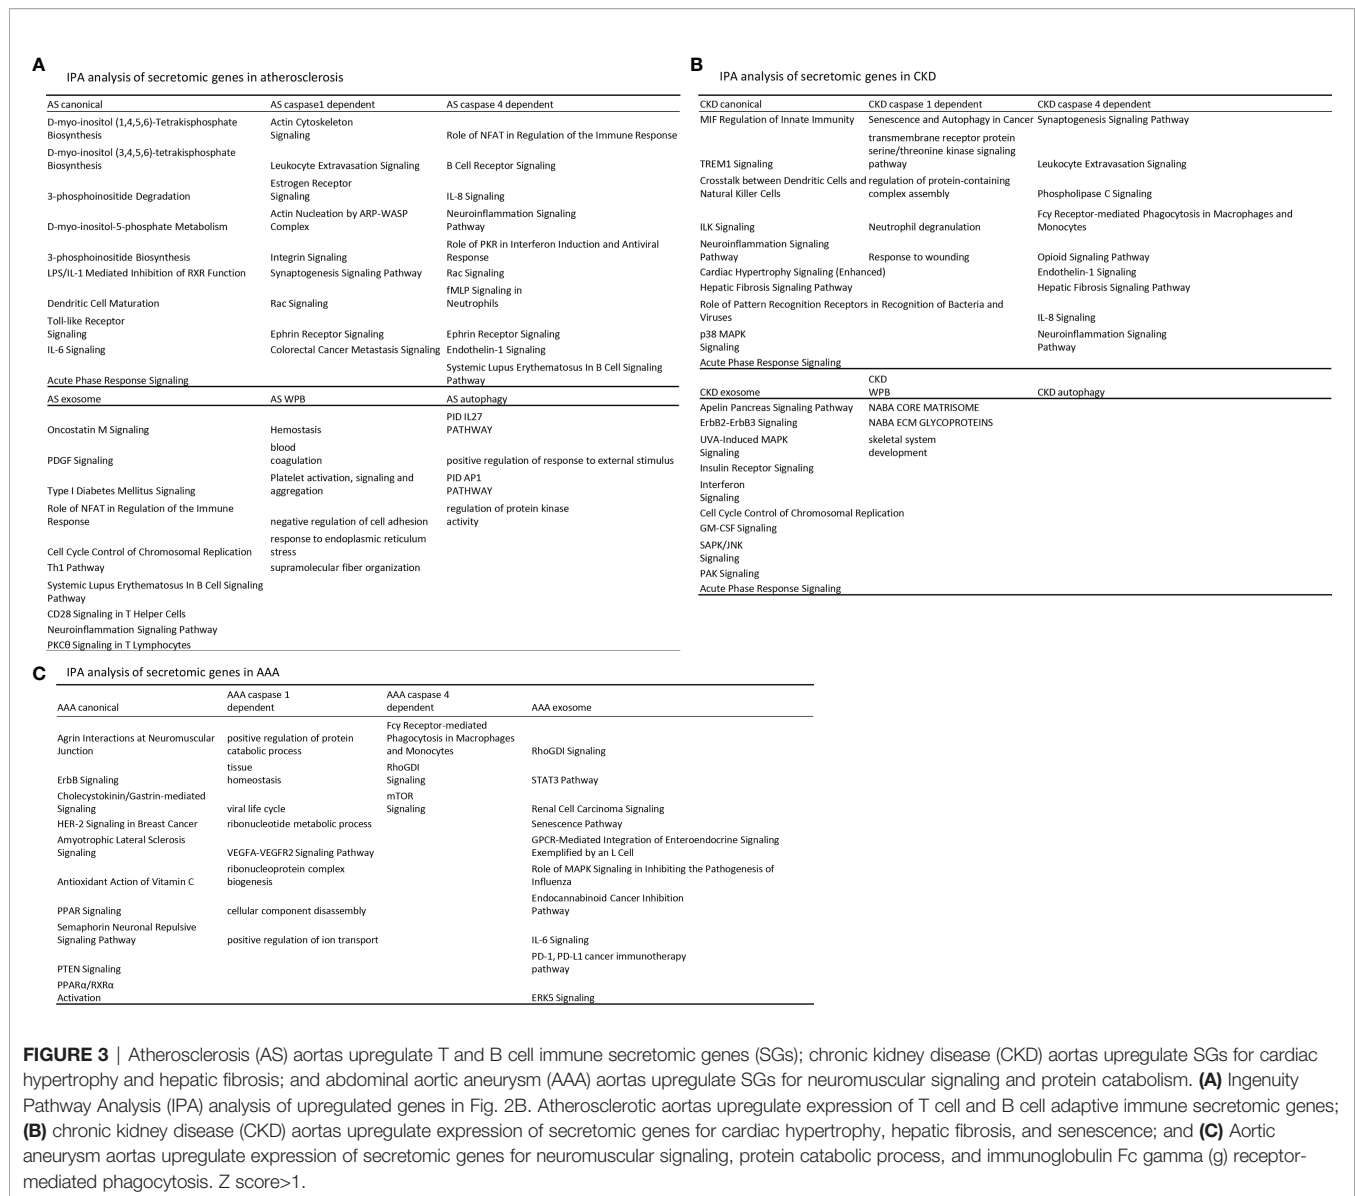 A
IPA analysis of secretomic genes in atherosclerosis
AS canonical AS caspase1 dependent AS caspase 4 dependent
D-myo-inositol (1,4,5,6)-Tetrakisphosphate Actin Cytoskeleton
Biosynthesis Signaling Role of NFAT in Regulation of the Immune Response
D-myo-inositol (3,4,5,6)-tetrakisphosphate
Biosynthesis Leukocyte Extravasation Signaling B Cell Receptor Signaling
Estrogen Receptor
3-phosphoinositide Degradation Signaling IL-8 Signaling
Actin Nucleation by ARP-WASP Neuroinflammation Signaling
D-myo-inositol-5-phosphate Metabolism Complex Pathway
Role of PKR in Interferon Induction and Antiviral
3-phosphoinositide Biosynthesis Integrin Signaling Response
LPS/IL-1 Mediated Inhibition of RXR Function Synaptogenesis Signaling Pathway Rac Signaling
fMLP Signaling in
Dendritic Cell Maturation Rac Signaling Neutrophils
Toll-like Receptor
Signaling Ephrin Receptor Signaling Ephrin Receptor Signaling
IL-6 Signaling Colorectal Cancer Metastasis Signaling Endothelin-1 Signaling
Systemic Lupus Erythematosus In B Cell Signaling
Acute Phase Response Signaling Pathway
AS exosome AS WPB AS autophagy
PID IL27
Oncostatin M Signaling Hemostasis PATHWAY
blood
PDGF Signaling coagulation positive regulation of response to external stimulus
Platelet activation, signaling and PID AP1
Type I Diabetes Mellitus Signaling aggregation PATHWAY
Role of NFAT in Regulation of the Immune regulation of protein kinase
Response negative regulation of cell adhesion activity
response to endoplasmic reticulum
Cell Cycle Control of Chromosomal Replication stress
Th1 Pathway supramolecular fiber organization
Systemic Lupus Erythematosus In B Cell Signaling
Pathway
CD28 Signaling in T Helper Cells
Neuroinflammation Signaling Pathway
PKCθ Signaling in T Lymphocytes
B
IPA analysis of secretomic genes in CKD
CKD canonical CKD caspase 1 dependent CKD caspase 4 dependent
MIF Regulation of Innate Immunity Senescence and Autophagy in Cancer Synaptogenesis Signaling Pathway
transmembrane receptor protein
serine/threonine kinase signaling
TREM1 Signaling pathway Leukocyte Extravasation Signaling
Crosstalk between Dendritic Cells and regulation of protein-containing
Natural Killer Cells complex assembly Phospholipase C Signaling
Fcγ Receptor-mediated Phagocytosis in Macrophages and
ILK Signaling Neutrophil degranulation Monocytes
Neuroinflammation Signaling
Pathway Response to wounding Opioid Signaling Pathway
Cardiac Hypertrophy Signaling (Enhanced) Endothelin-1 Signaling
Hepatic Fibrosis Signaling Pathway Hepatic Fibrosis Signaling Pathway
Role of Pattern Recognition Receptors in Recognition of Bacteria and
Viruses IL-8 Signaling
p38 MAPK Neuroinflammation Signaling
Signaling Pathway
Acute Phase Response Signaling
CKD
CKD exosome WPB CKD autophagy
Apelin Pancreas Signaling Pathway NABA CORE MATRISOME
ErbB2-ErbB3 Signaling NABA ECM GLYCOPROTEINS
UVA-Induced MAPK skeletal system
Signaling development
Insulin Receptor Signaling
Interferon
Signaling
Cell Cycle Control of Chromosomal Replication
GM-CSF Signaling
SAPK/JNK
Signaling
PAK Signaling
Acute Phase Response Signaling
C
IPA analysis of secretomic genes in AAA
AAA caspase 1 AAA caspase 4
AAA canonical dependent dependent AAA exosome
Fcγ Receptor-mediated
Agrin Interactions at Neuromuscular positive regulation of protein Phagocytosis in Macrophages
Junction catabolic process and Monocytes RhoGDI Signaling
tissue RhoGDI
ErbB Signaling homeostasis Signaling STAT3 Pathway
Cholecystokinin/Gastrin-mediated mTOR
Signaling viral life cycle Signaling Renal Cell Carcinoma Signaling
HER-2 Signaling in Breast Cancer ribonucleotide metabolic process Senescence Pathway
Amyotrophic Lateral Sclerosis GPCR-Mediated Integration of Enteroendocrine Signaling
Signaling VEGFA-VEGFR2 Signaling Pathway Exemplified by an L Cell
ribonucleoprotein complex Role of MAPK Signaling in Inhibiting the Pathogenesis of
Antioxidant Action of Vitamin C biogenesis Influenza
Endocannabinoid Cancer Inhibition
PPAR Signaling cellular component disassembly Pathway
Semaphorin Neuronal Repulsive
Signaling Pathway positive regulation of ion transport IL-6 Signaling
PD-1, PD-L1 cancer immunotherapy
PTEN Signaling pathway
PPARα/RXRα
Activation ERK5 Signaling
FIGURE 3 | Atherosclerosis (AS) aortas upregulate T and B cell immune secretomic genes (SGs); chronic kidney disease (CKD) aortas upregulate SGs for cardiac
hypertrophy and hepatic fibrosis; and abdominal aortic aneurysm (AAA) aortas upregulate SGs for neuromuscular signaling and protein catabolism. (A) Ingenuity
Pathway Analysis (IPA) analysis of upregulated genes in Fig. 2B. Atherosclerotic aortas upregulate expression of T cell and B cell adaptive immune secretomic genes;
(B) chronic kidney disease (CKD) aortas upregulate expression of secretomic genes for cardiac hypertrophy, hepatic fibrosis, and senescence; and (C) Aortic
aneurysm aortas upregulate expression of secretomic genes for neuromuscular signaling, protein catabolic process, and immunoglobulin Fc gamma (g) receptor-
mediated phagocytosis. Z score>1.